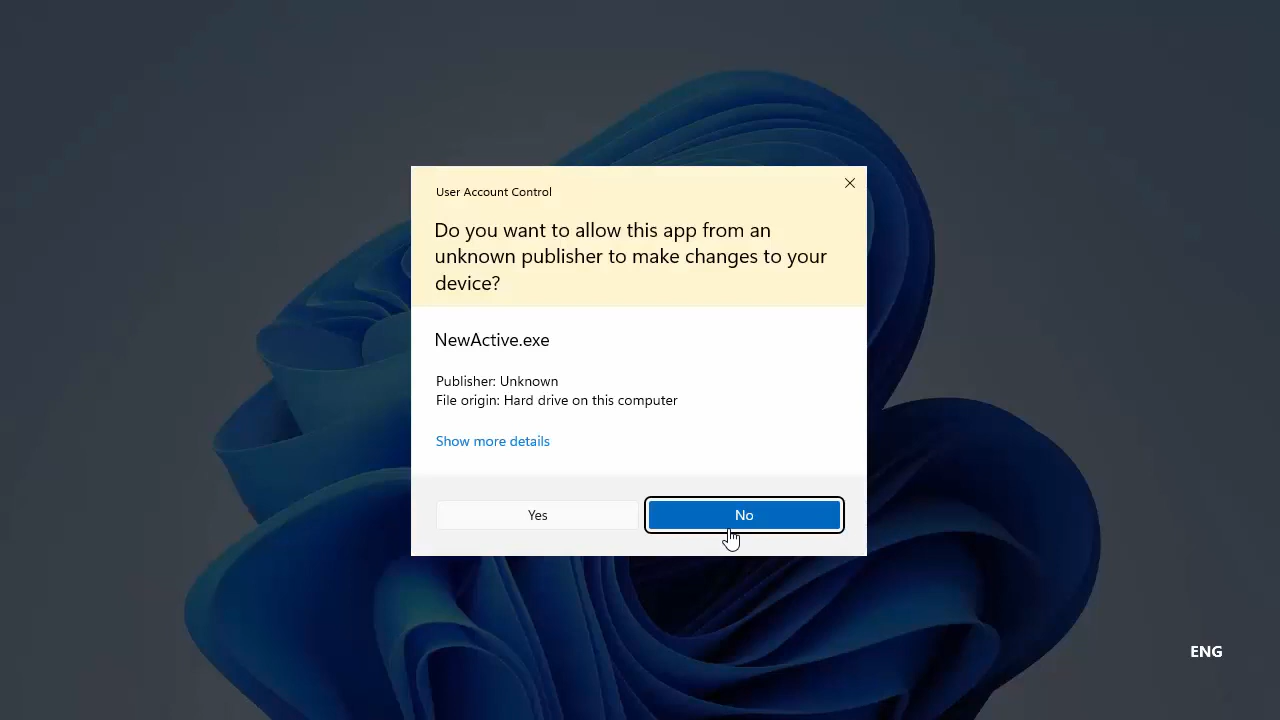 User Account Control
Do you want to allow this app from an
unknown publisher to make changes to your
device?
NewActive.exe
Publisher: Unknown
File origin: Hard drive on this computer
Show more details
Yes
No
ENG